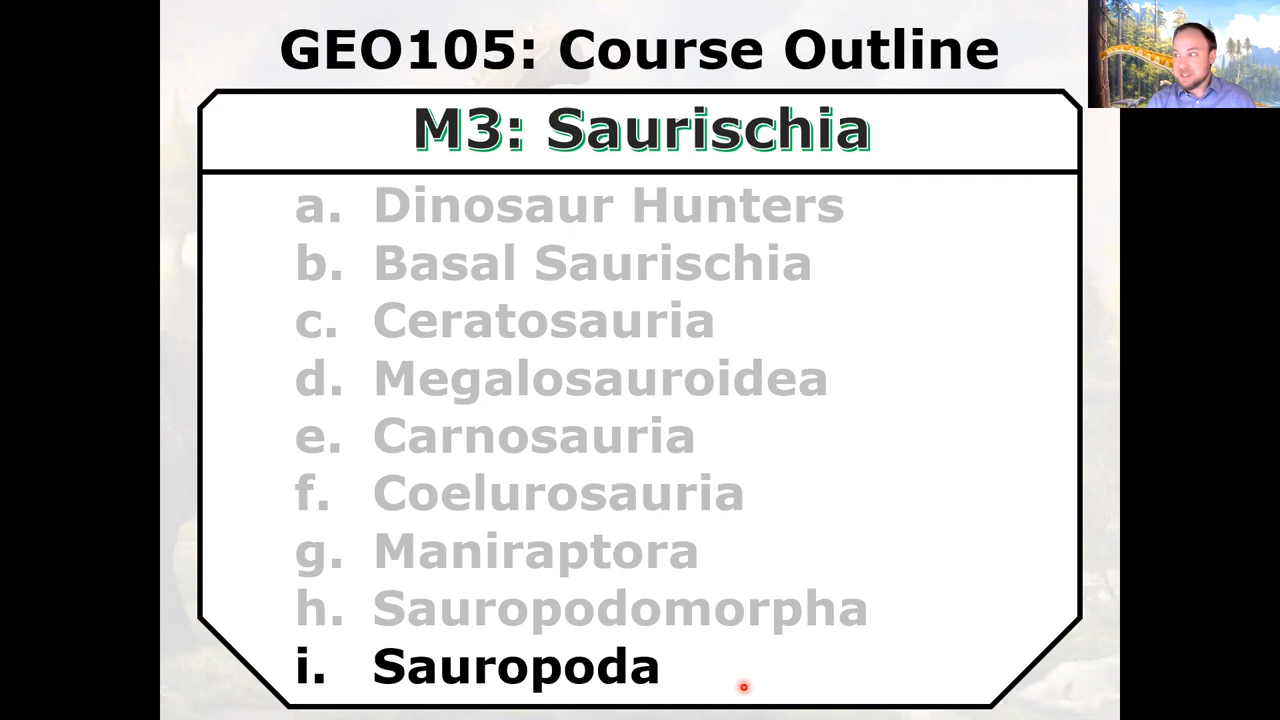 GEO105: Course Outline
M3: Saurischia
a. Dinosaur Hunters
b. Basal Saurischia
c. Ceratosauria
d. Megalosauroidea
e. Carnosauria
f. Coelurosauria
g. Maniraptora
h. Sauropodomorpha
i. Sauropoda